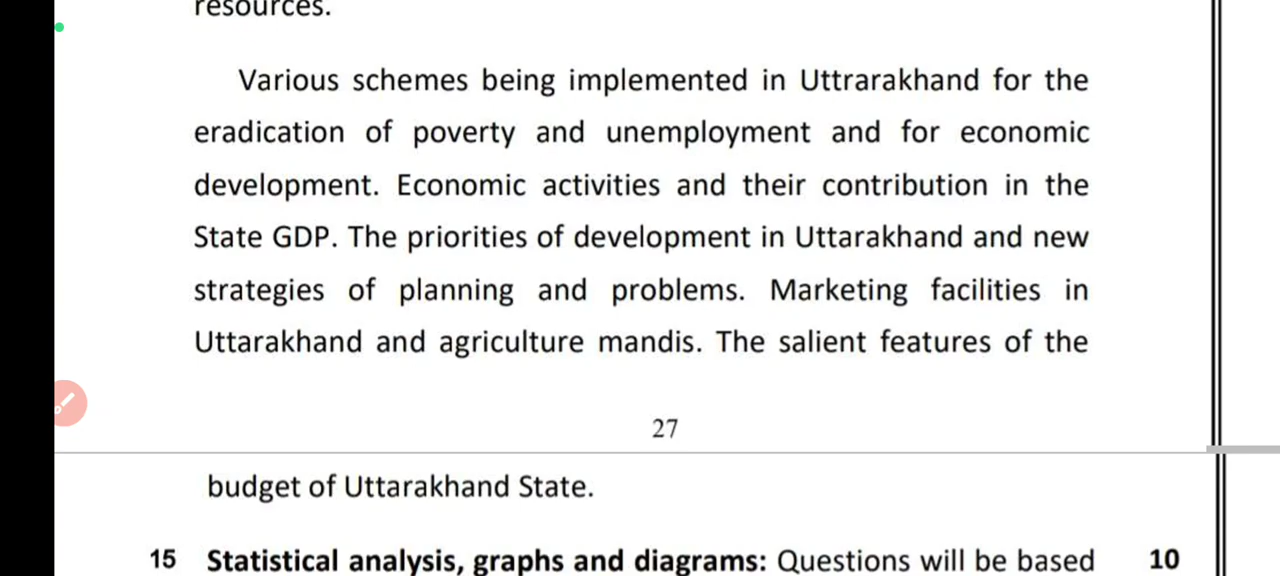 resources.
Various schemes being implemented in Uttrarakhand for the
eradication of poverty and unemployment and for economic
development. Economic activities and their contribution in the
State GDP. The priorities of development in Uttarakhand and new
strategies of planning and problems. Marketing facilities in
Uttarakhand and agriculture mandis. The salient features of the
27
budget of Uttarakhand State.
15 Statistical analysis, graphs and diagrams: Questions will be based 10